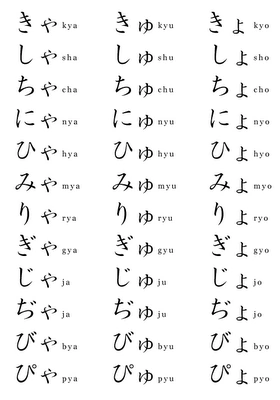 きゃ kya きゅ kyu きょ kyo
しゃ sha しゅ shu しょ sho
ちゃ cha ちゅ chu ちょ cho
にゃ nya にゅ nyu にょ nyo
ひゃ hya ひゅ hyu ひょ hyo
みゃ mya みゅ myu みょ myo
りゃ rya りゅ ryu りょ ryo
ぎゃ gya ぎゅ gyu ぎょ gyo
じゃ ja じゅ ju じょ jo
ぢゃ ja ぢゅ ju ぢょ jo
びゃ bya びゅ byu びょ byo
ぴゃ pya ぴゅ pyu ぴょ pyo